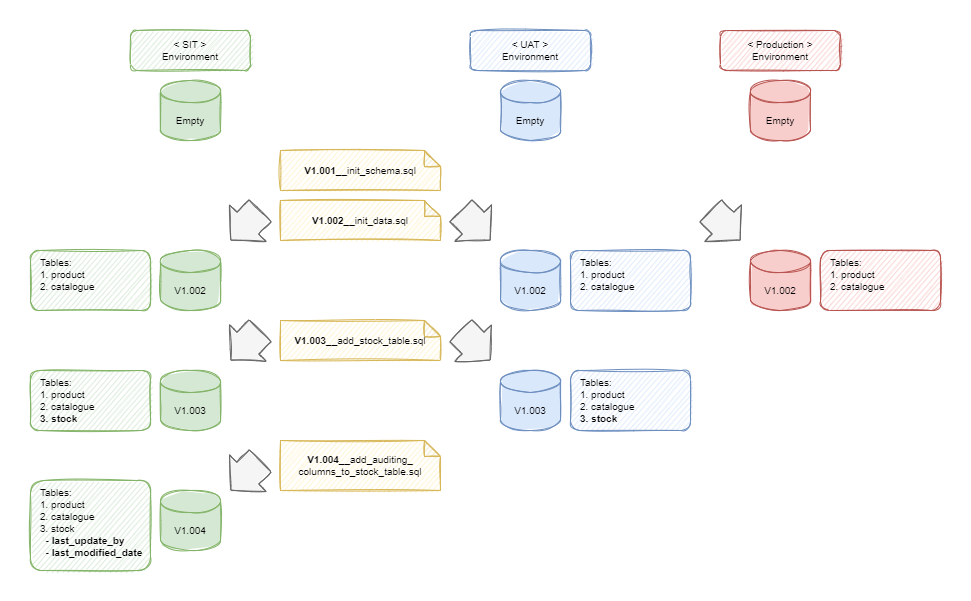 < SIT >
Environment
< UAT >
Environment
< Production >
Environment
Empty
Empty
Empty
V1.001__init_schema.sql
V1.002__init_data.sql
Tables:
1. product
2. catalogue
V1.002
V1.002
Tables:
1. product
2. catalogue
V1.002
Tables:
1. product
2. catalogue
V1.003__add_stock_table.sql
Tables:
1. product
2. catalogue
3. stock
V1.003
V1.003
Tables:
1. product
2. catalogue
3. stock
V1.004__add_auditing_
columns_to_stock_table.sql
Tables:
1. product
2. catalogue
3. stock
- last_update_by
- last_modified_date
V1.004